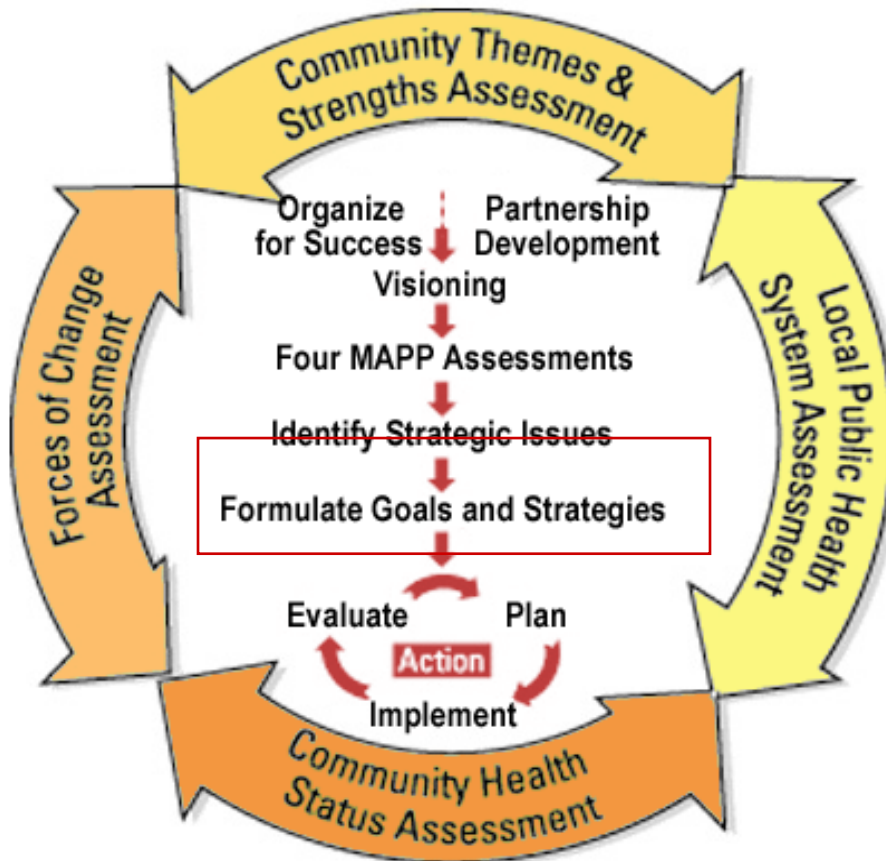 Community Themes &
Strengths Assessment
Organize
for Success
Partnership
Development
Visioning
Four MAPP Assessments
Identify Strategic Issues
Formulate Goals and Strategies
Evaluate
Plan
Action
Implement
Forces of Change
Assessment
Local Public Health
System Assessment
Community Health
Status Assessment